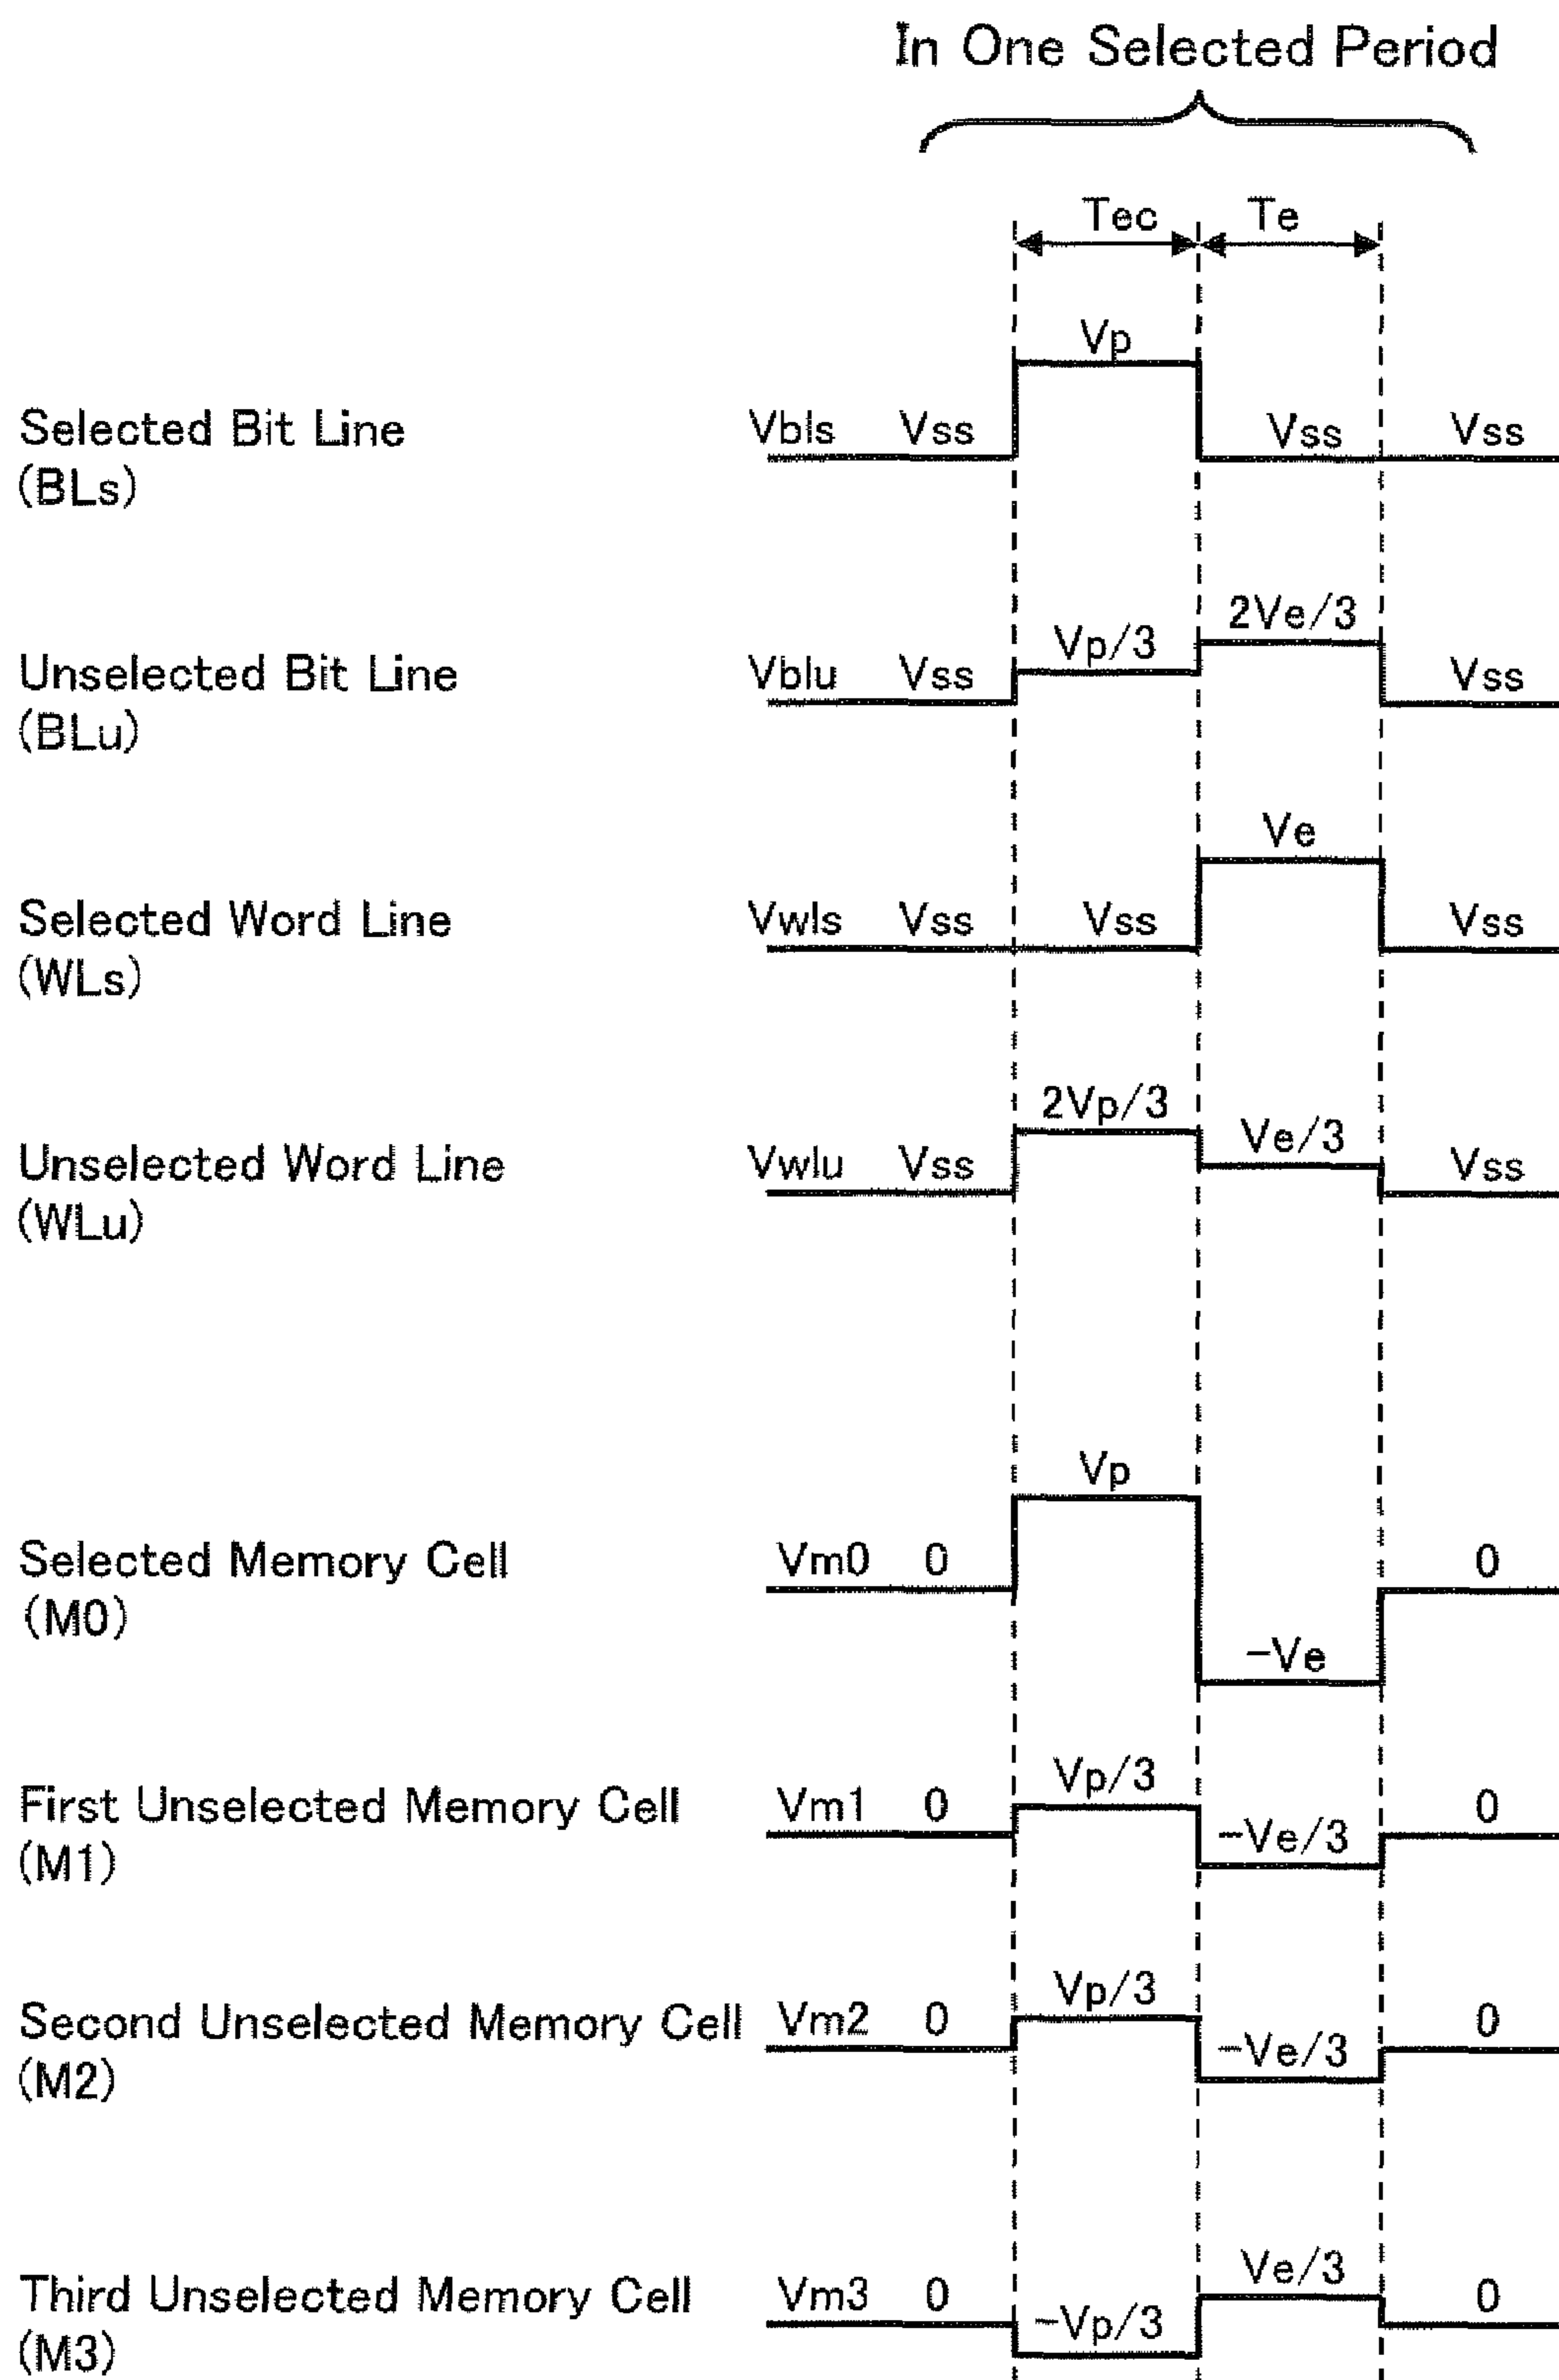 In One Selected Period
Tec Te
Vp
Selected Bit Line Vbls Vss Vss Vss
(BLs)
2Ve/3
Vp/3
Unselected Bit Line Vblu Vss Vss
(BLu)
Ve
Selected Word Line Vwls Vss Vss Vss
(WLs)
2Vp/3
Ve/3
Unselected Word Line Vwlu Vss Vss
(WLu)
Vp
Selected Memory Cell Vm0 0 0
(M0)
-Ve
Vp/3
First Unselected Memory Cell Vm1 0 0
-Ve/3
(M1)
Vp/3
Second Unselected Memory Cell Vm2 0 0
-Ve/3
(M2)
Ve/3
Third Unselected Memory Cell Vm3 0 0
-Vp/3
(M3)